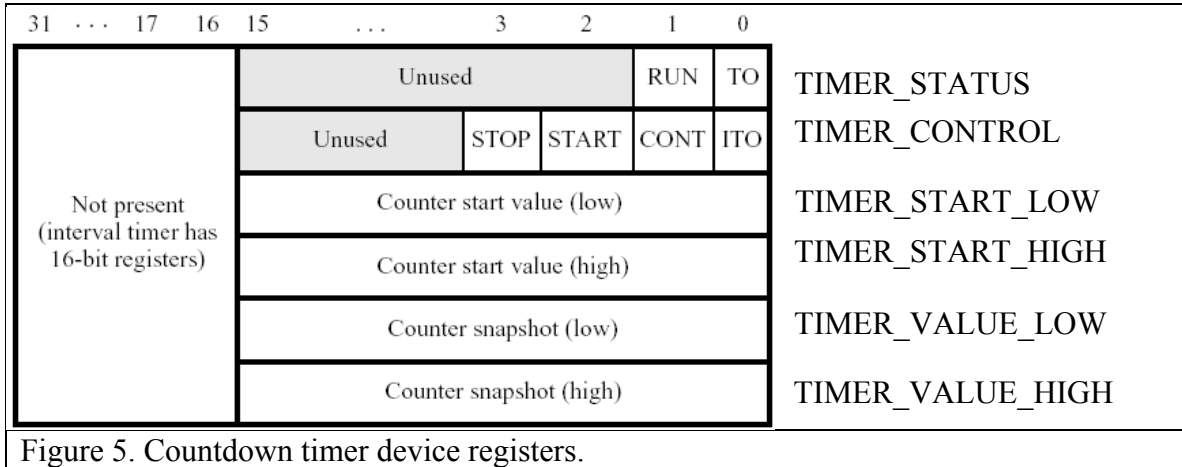 31 ··· 17 16 15 ... 3 2 1 0
Unused RUN TO TIMER_STATUS
Unused STOP START CONT ITO TIMER_CONTROL
Not present
(interval timer has
16-bit registers)
Counter start value (low) TIMER_START_LOW
Counter start value (high) TIMER_START_HIGH
Counter snapshot (low) TIMER_VALUE_LOW
Counter snapshot (high) TIMER_VALUE_HIGH
Figure 5. Countdown timer device registers.